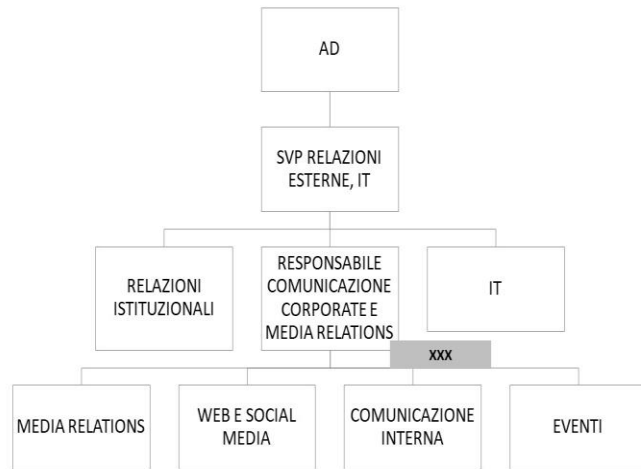 AD
SVP RELAZIONI
ESTERNE, IT
RELAZIONI
ISTITUZIONALI
RESPONSABILE
COMUNICAZIONE
CORPORATE E
MEDIA RELATIONS
IT
XXX
MEDIA RELATIONS
WEB E SOCIAL
MEDIA
COMUNICAZIONE
INTERNA
EVENTI